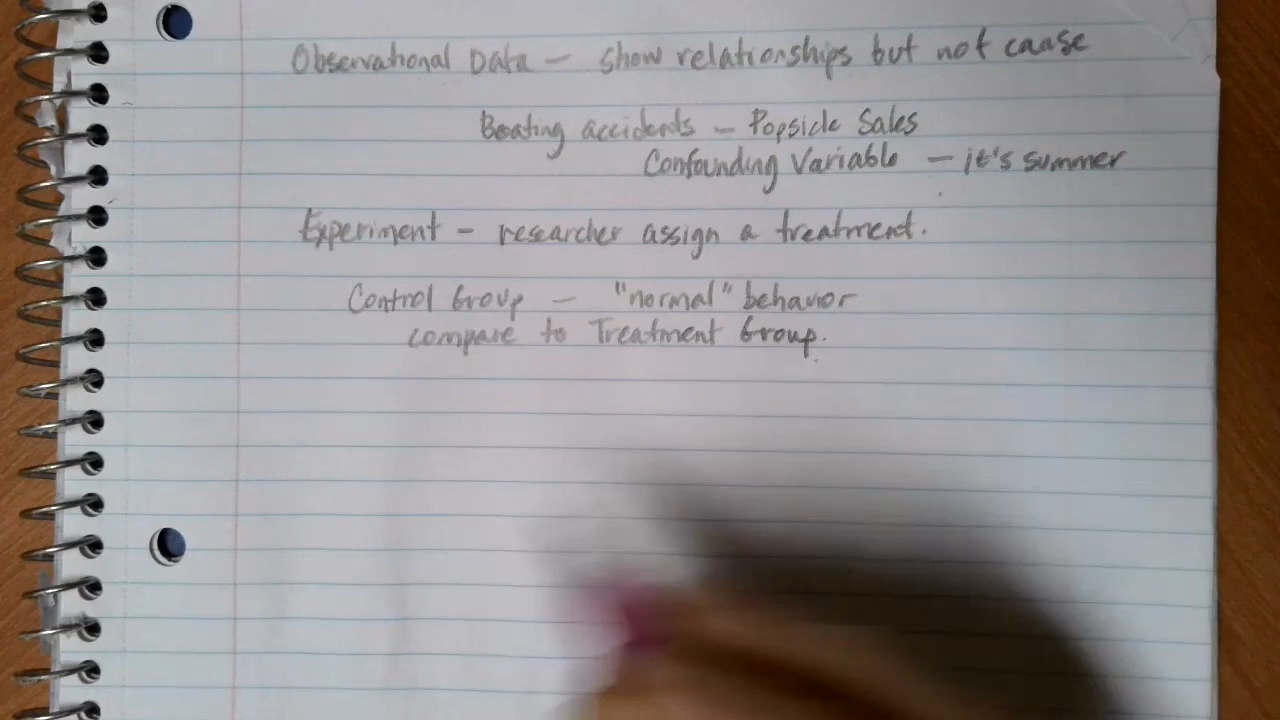 Observational Data - show relationships but not cause
Boating accidents - Popsicle Sales
Confounding Variable - it's summer
Experiment - researcher assign a treatment.
Control Group - "normal" behavior
compare to Treatment Group.